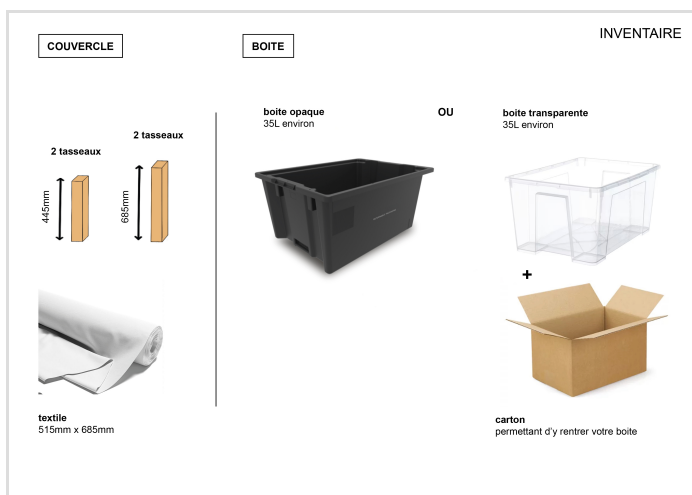 INVENTAIRE
COUVERCLE
BOITE
2 tasseaux
445mm
2 tasseaux
685mm
textile
515mm x 685mm
boite opaque
35L environ
OU
boite transparente
35L environ
+
carton
permettant d'y rentrer votre boite